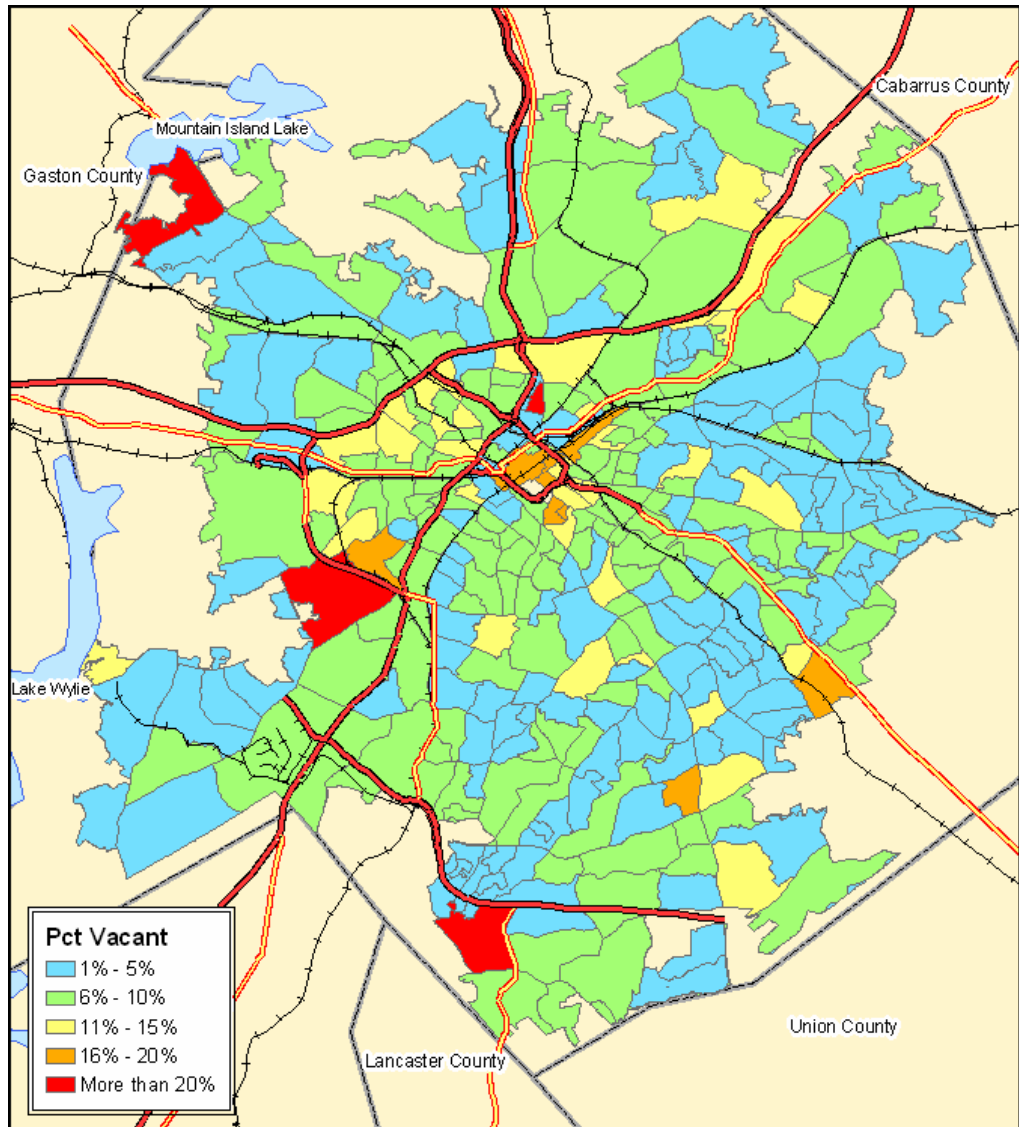 Cabarrus County
Mountain Island Lake
Gaston County
Lake Wylie
Pct Vacant
1% - 5%
6% - 10%
11% - 15%
16% - 20%
More than 20%
Union County
Lancaster County